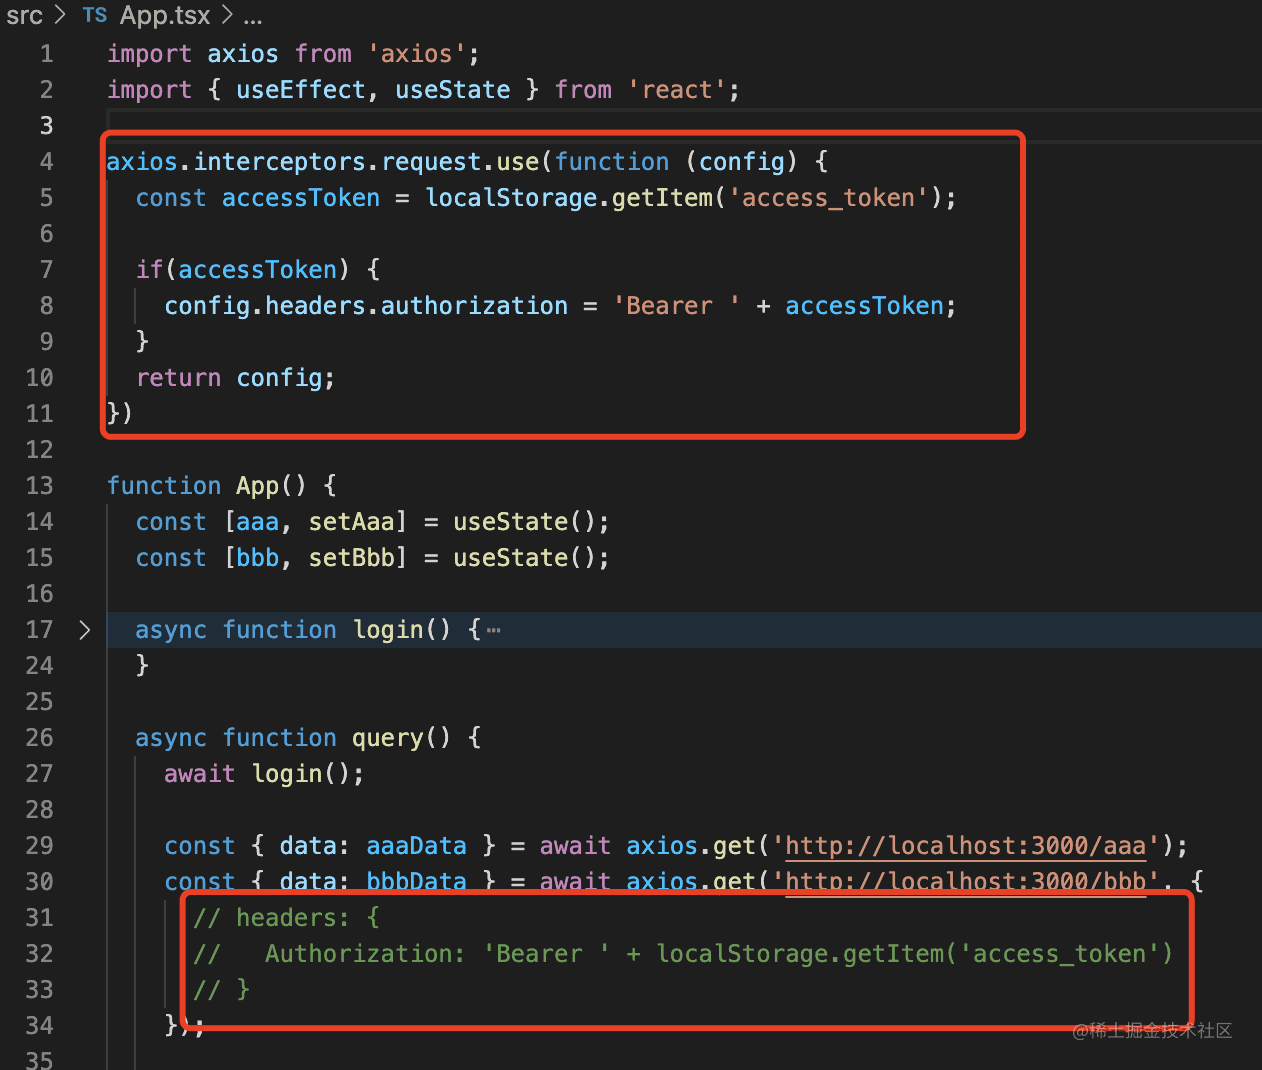 src > TS App.tsx > ...
1 import axios from 'axios';
2 import { useEffect, useState } from 'react';
3
4 axios.interceptors.request.use(function (config) {
5   const accessToken = localStorage.getItem('access_token');
6
7   if(accessToken) {
8     config.headers.authorization = 'Bearer ' + accessToken;
9   }
10   return config;
11 })
12
13 function App() {
14   const [aaa, setAaa] = useState();
15   const [bbb, setBbb] = useState();
16
17 >   async function login() {⋯
24   }
25
26   async function query() {
27     await login();
28
29     const { data: aaaData } = await axios.get('http://localhost:3000/aaa');
30     const { data: bbbData } = await axios.get('http://localhost:3000/bbb', {
31       // headers: {
32       //   Authorization: 'Bearer ' + localStorage.getItem('access_token')
33       // }
34     });
35
@稀土掘金技术社区